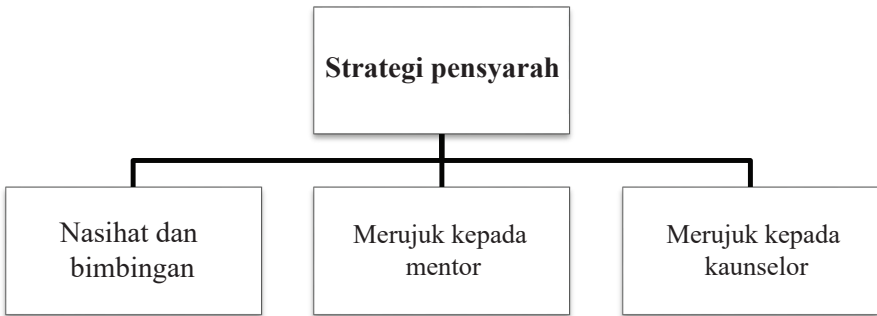 Strategi pensyarah
Nasihat dan
bimbingan
Merujuk kepada
mentor
Merujuk kepada
kaunselor